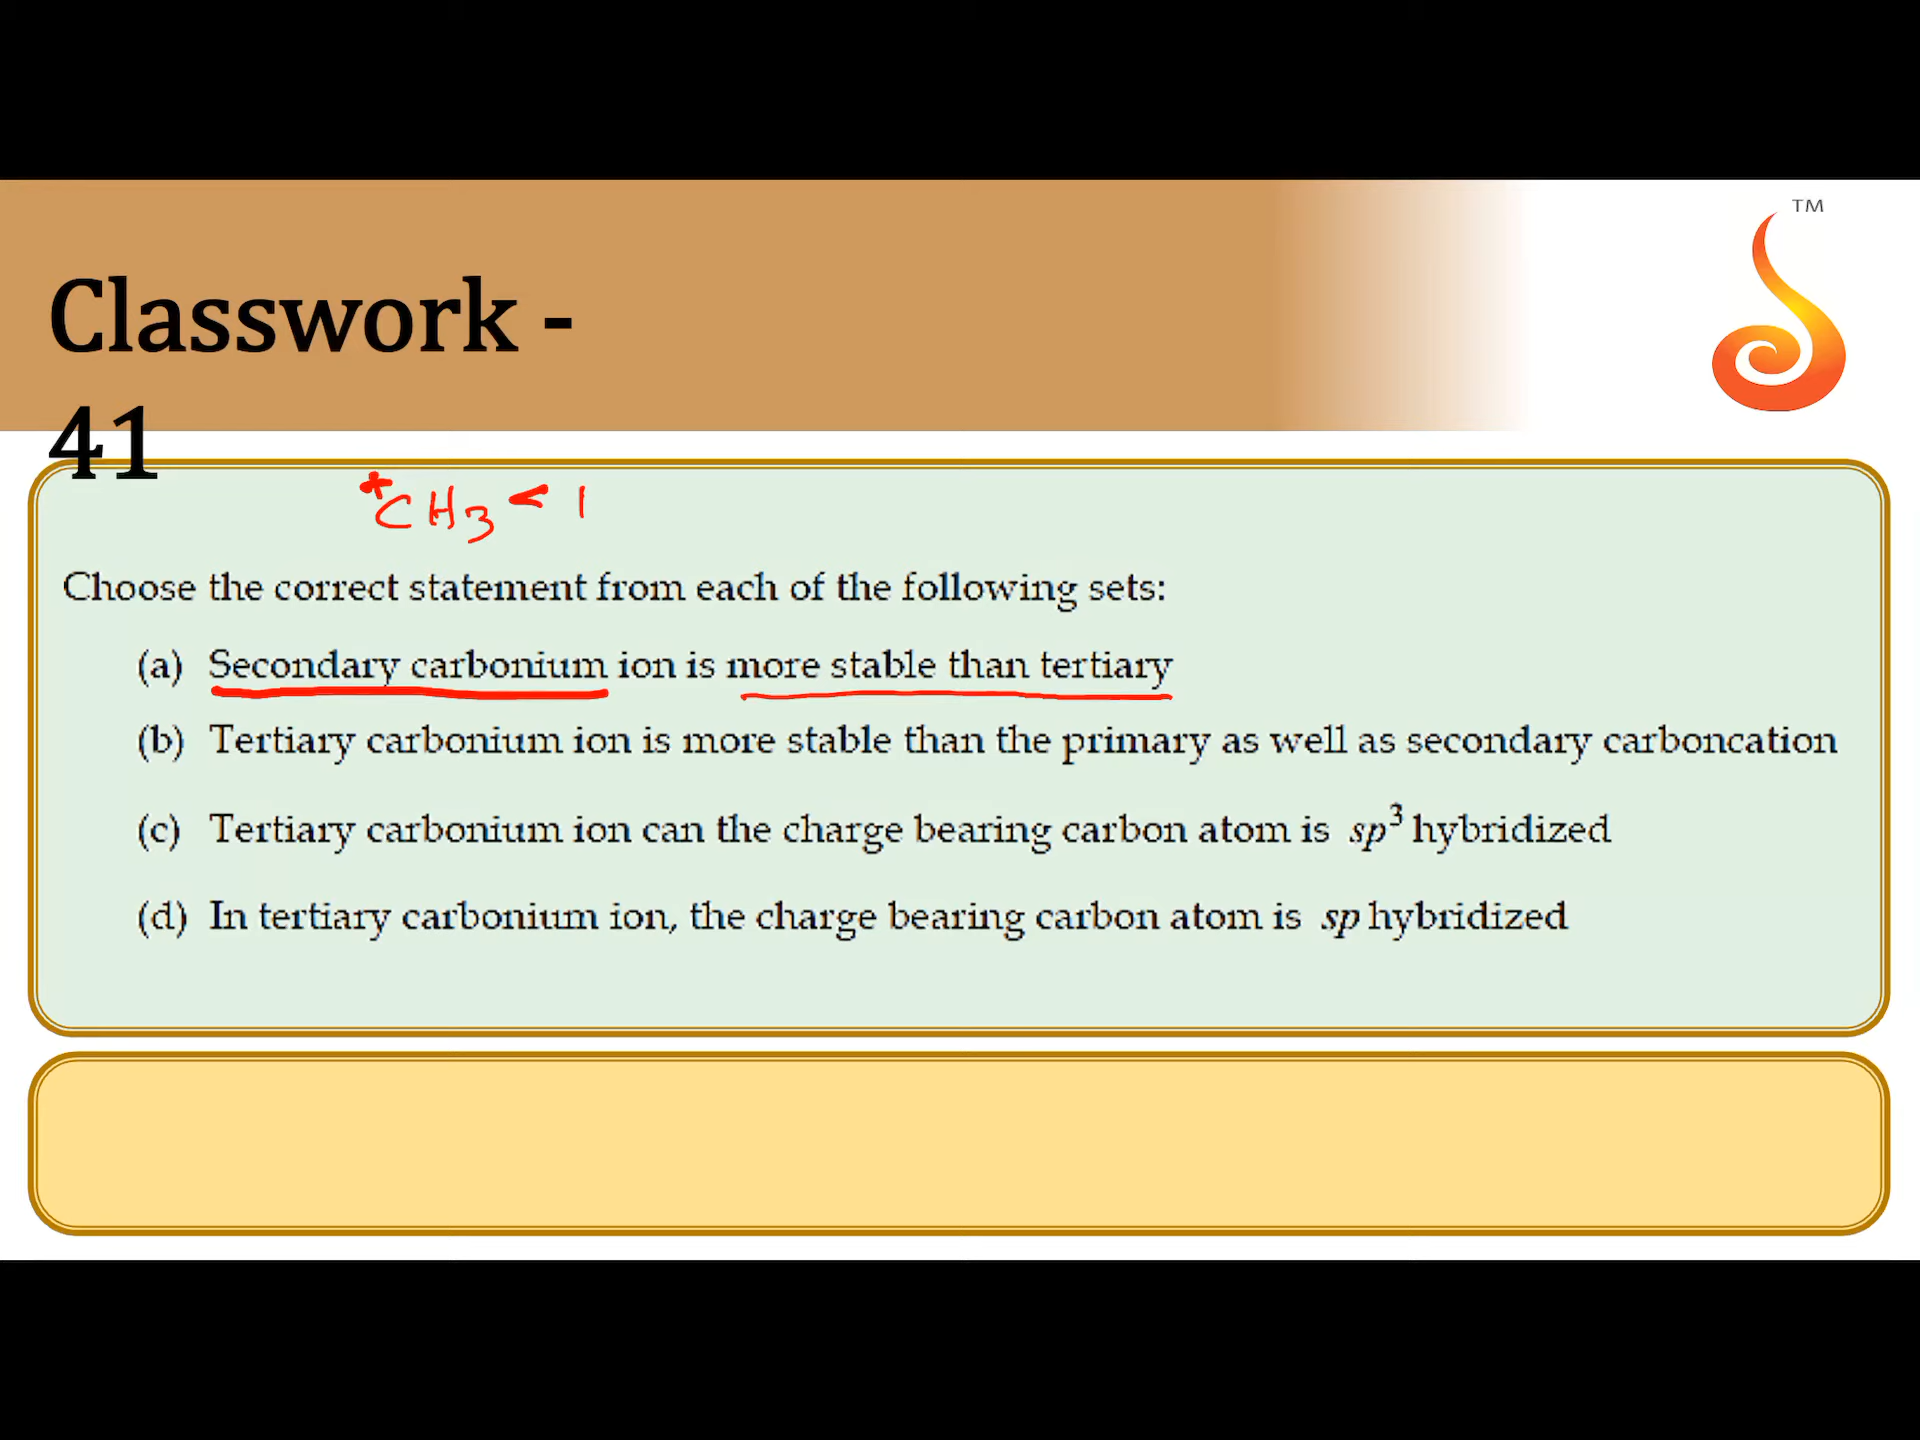 TM
Classwork -
41
⁺CH₃ < 1
Choose the correct statement from each of the following sets:
(a) Secondary carbonium ion is more stable than tertiary
(b) Tertiary carbonium ion is more stable than the primary as well as secondary carboncation
(c) Tertiary carbonium ion can the charge bearing carbon atom is sp³ hybridized
(d) In tertiary carbonium ion, the charge bearing carbon atom is sp hybridized